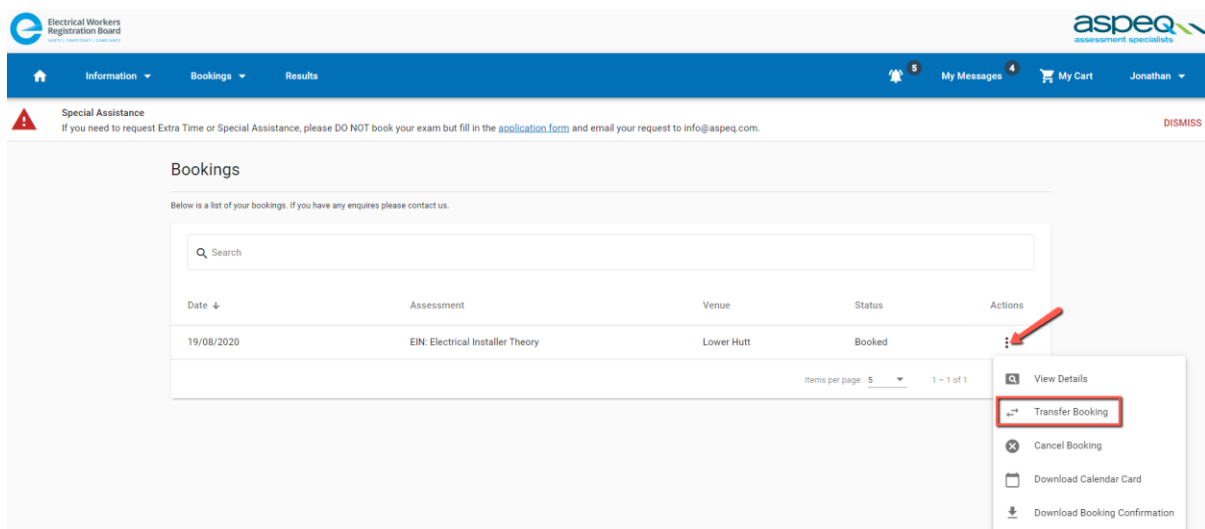 Electrical Workers
Registration Board
SAFETY | COMPETENCY | COMPLIANCE
aspeq
assessment specialists
Information
Bookings
Results
5
My Messages
4
My Cart
Jonathan
Special Assistance
If you need to request Extra Time or Special Assistance, please DO NOT book your exam but fill in the application form and email your request to info@aspeq.com.
DISMISS
Bookings
Below is a list of your bookings. If you have any enquires please contact us.
Search
Date Assessment Venue Status Actions
19/08/2020 EIN: Electrical Installer Theory Lower Hutt Booked
Items per page: 5 1 – 1 of 1
View Details
Transfer Booking
Cancel Booking
Download Calendar Card
Download Booking Confirmation